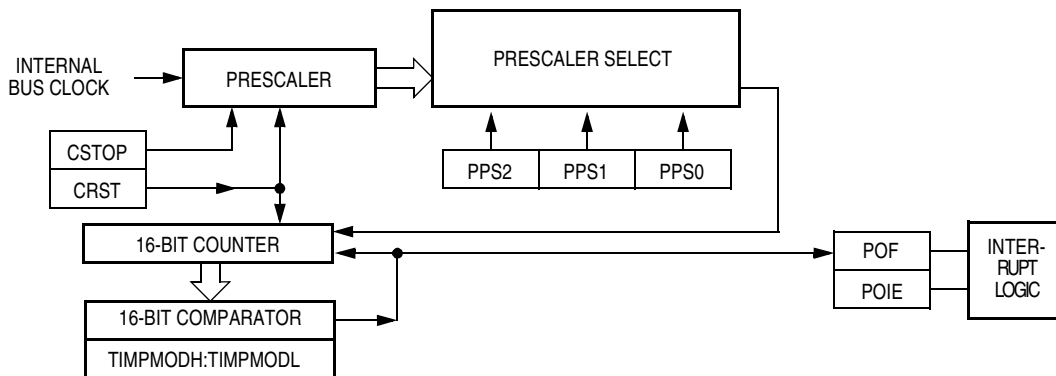 INTERNAL
BUS CLOCK
PRESCALER
PRESCALER SELECT
CSTOP
CRST
PPS2
PPS1
PPS0
16-BIT COUNTER
POF
POIE
INTER-
RUPT
LOGIC
16-BIT COMPARATOR
TIMPMODH:TIMPMODL